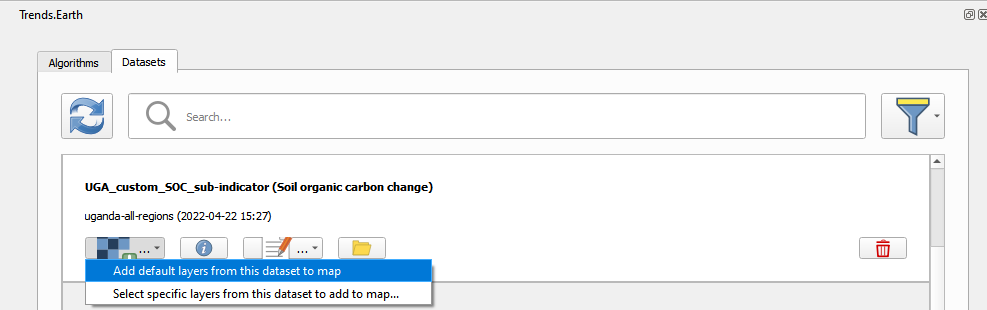 Trends.Earth
Algorithms
Datasets
Search...
UGA_custom_SOC_sub-indicator (Soil organic carbon change)
uganda-all-regions (2022-04-22 15:27)
...
...
Add default layers from this dataset to map
Select specific layers from this dataset to add to map...